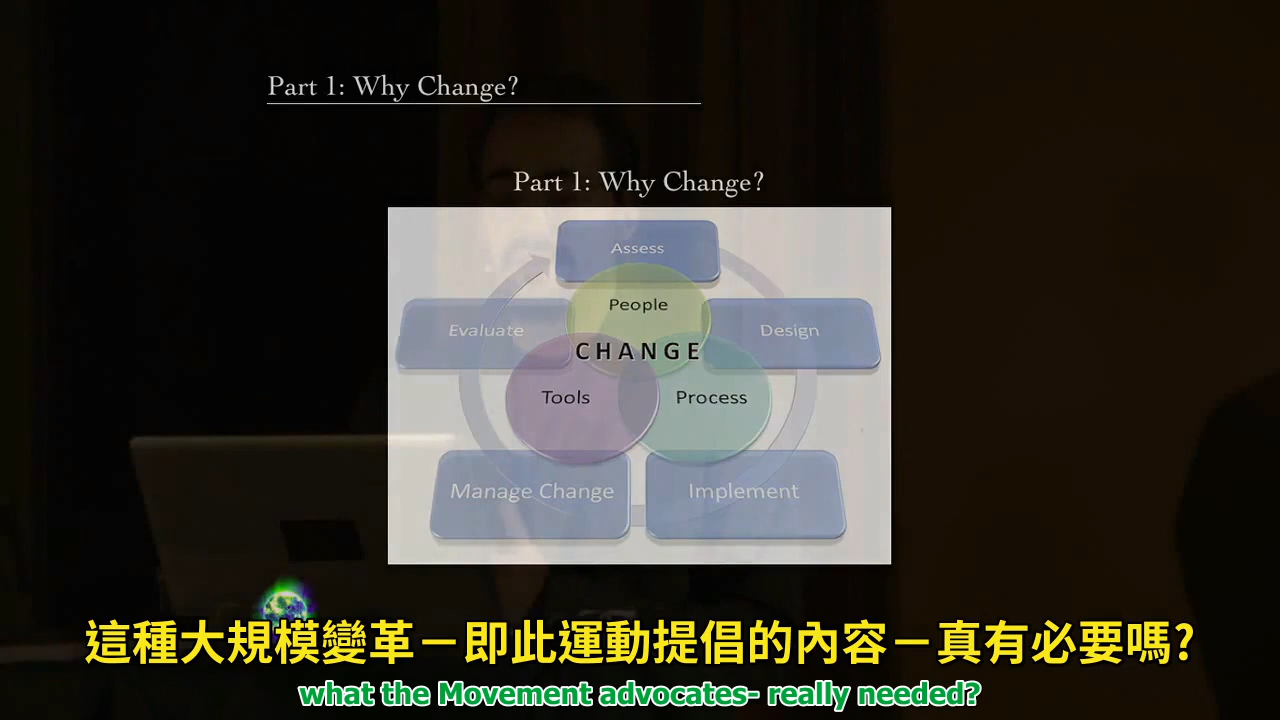 Part 1: Why Change?
Part 1: Why Change?
Assess
People
Evaluate
Design
CHANGE
Tools
Process
Manage Change
Implement
這種大規模變革－即此運動提倡的內容－真有必要嗎?
what the Movement advocates- really needed?